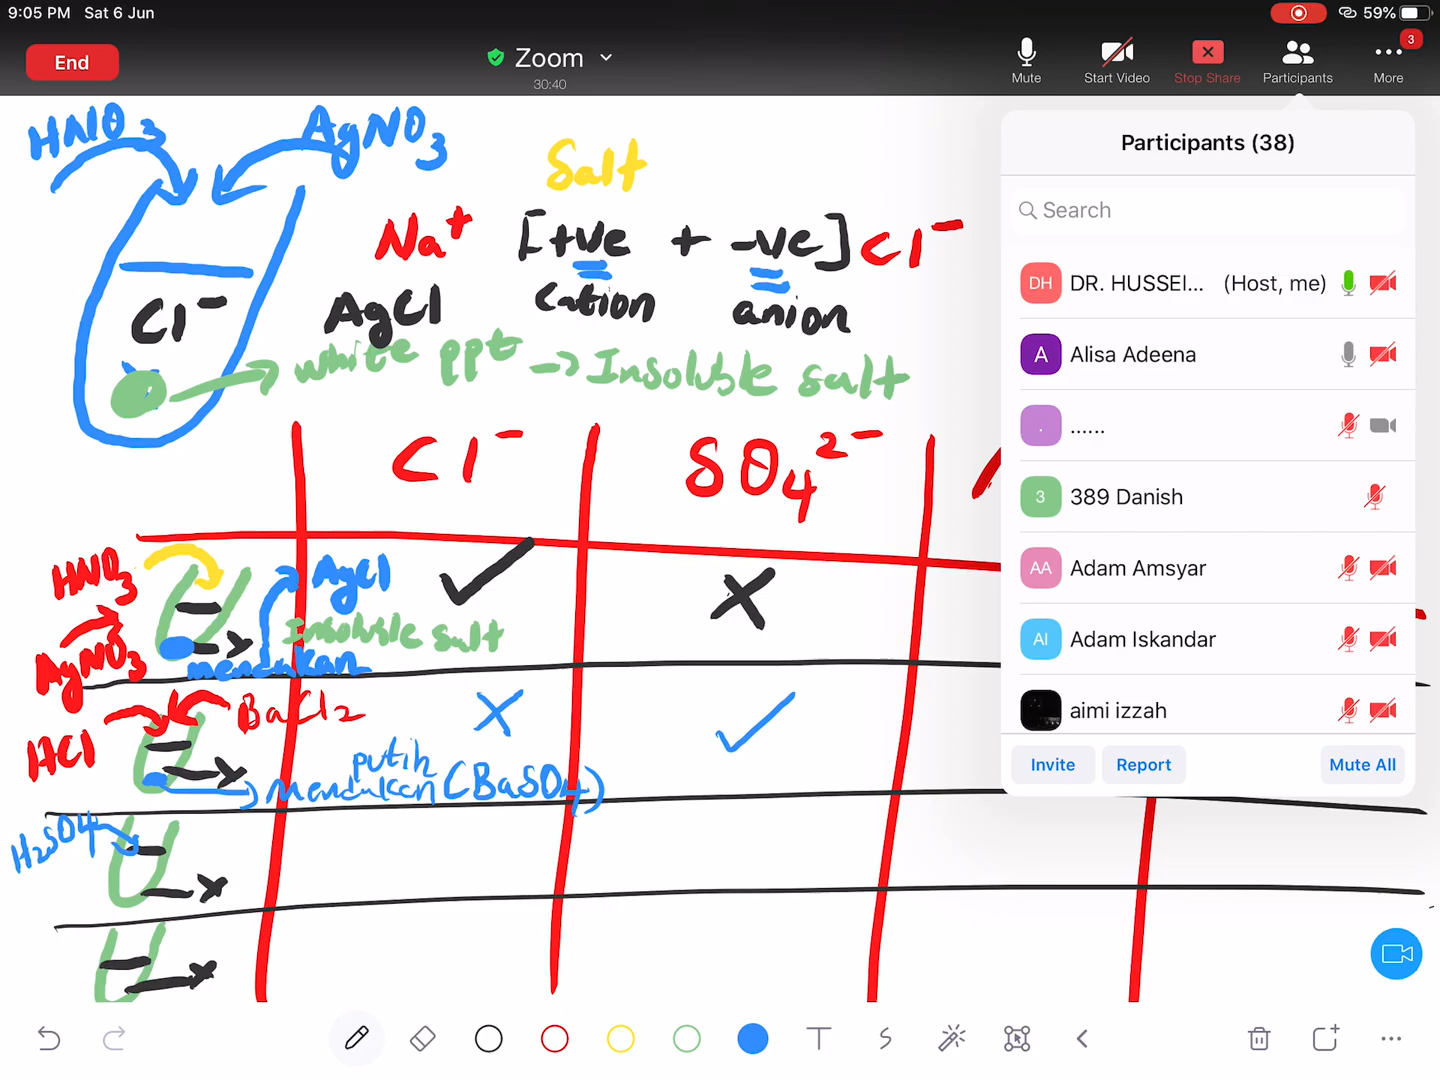 9:05 PM Sat 6 Jun
59%
End
Zoom
30:40
Mute
Start Video
Stop Share
Participants
More
3
HNO3
AgNO3
Salt
Na+ [+ve + -ve] Cl-
cation
anion
Cl-
AgCl
white ppt → Insoluble salt
Cl-
SO4 2-
HNO3
AgNO3
AgCl
Insoluble salt
mendakan
HCl
BaCl2
putih
mendakan (BaSO4)
H2SO4
Participants (38)
Search
DH DR. HUSSEI... (Host, me)
A Alisa Adeena
. ......
3 389 Danish
AA Adam Amsyar
AI Adam Iskandar
aimi izzah
Invite
Report
Mute All
T